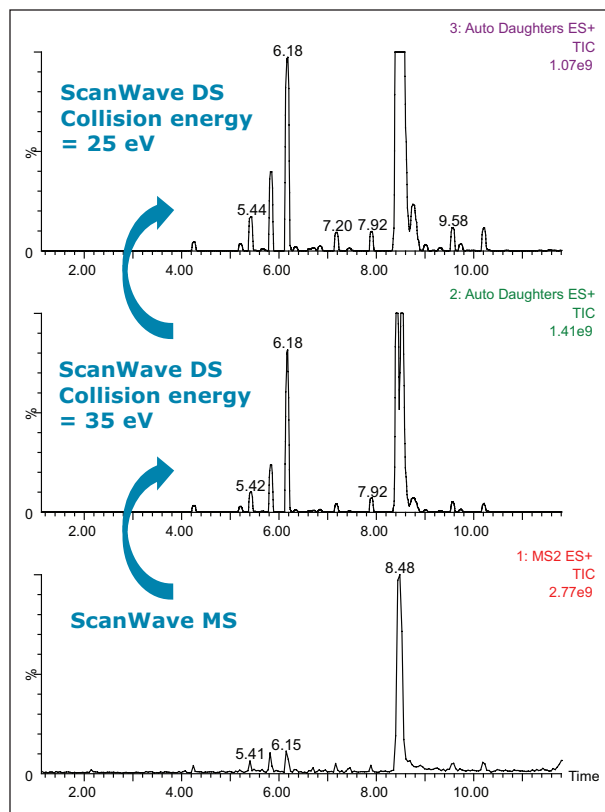 3: Auto Daughters ES+
TIC
1.07e9
ScanWave DS
Collision energy
= 25 eV
%
0
6.18
5.44
7.20
7.92
9.58
2.00 4.00 6.00 8.00 10.00
2: Auto Daughters ES+
TIC
1.41e9
ScanWave DS
Collision energy
= 35 eV
%
0
6.18
5.42
7.92
2.00 4.00 6.00 8.00 10.00
1: MS2 ES+
TIC
2.77e9
ScanWave MS
%
0
8.48
5.41
6.15
2.00 4.00 6.00 8.00 10.00 Time